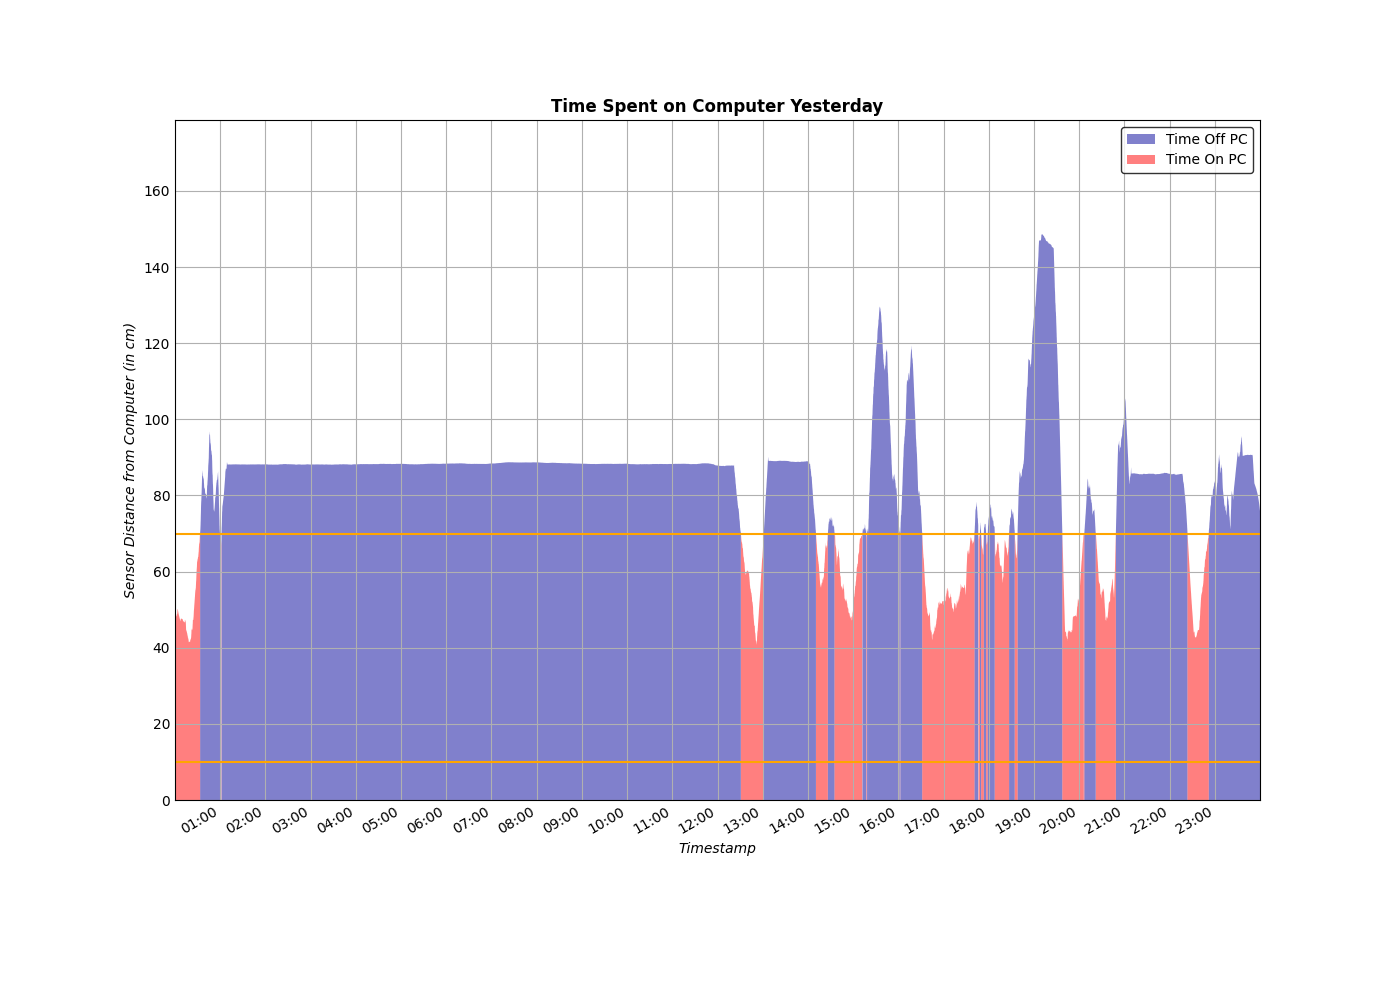 Time Spent on Computer Yesterday
Time Off PC
Time On PC
Sensor Distance from Computer (in cm)
160
140
120
100
80
60
40
20
0
01:00 02:00 03:00 04:00 05:00 06:00 07:00 08:00 09:00 10:00 11:00 12:00 13:00 14:00 15:00 16:00 17:00 18:00 19:00 20:00 21:00 22:00 23:00
Timestamp